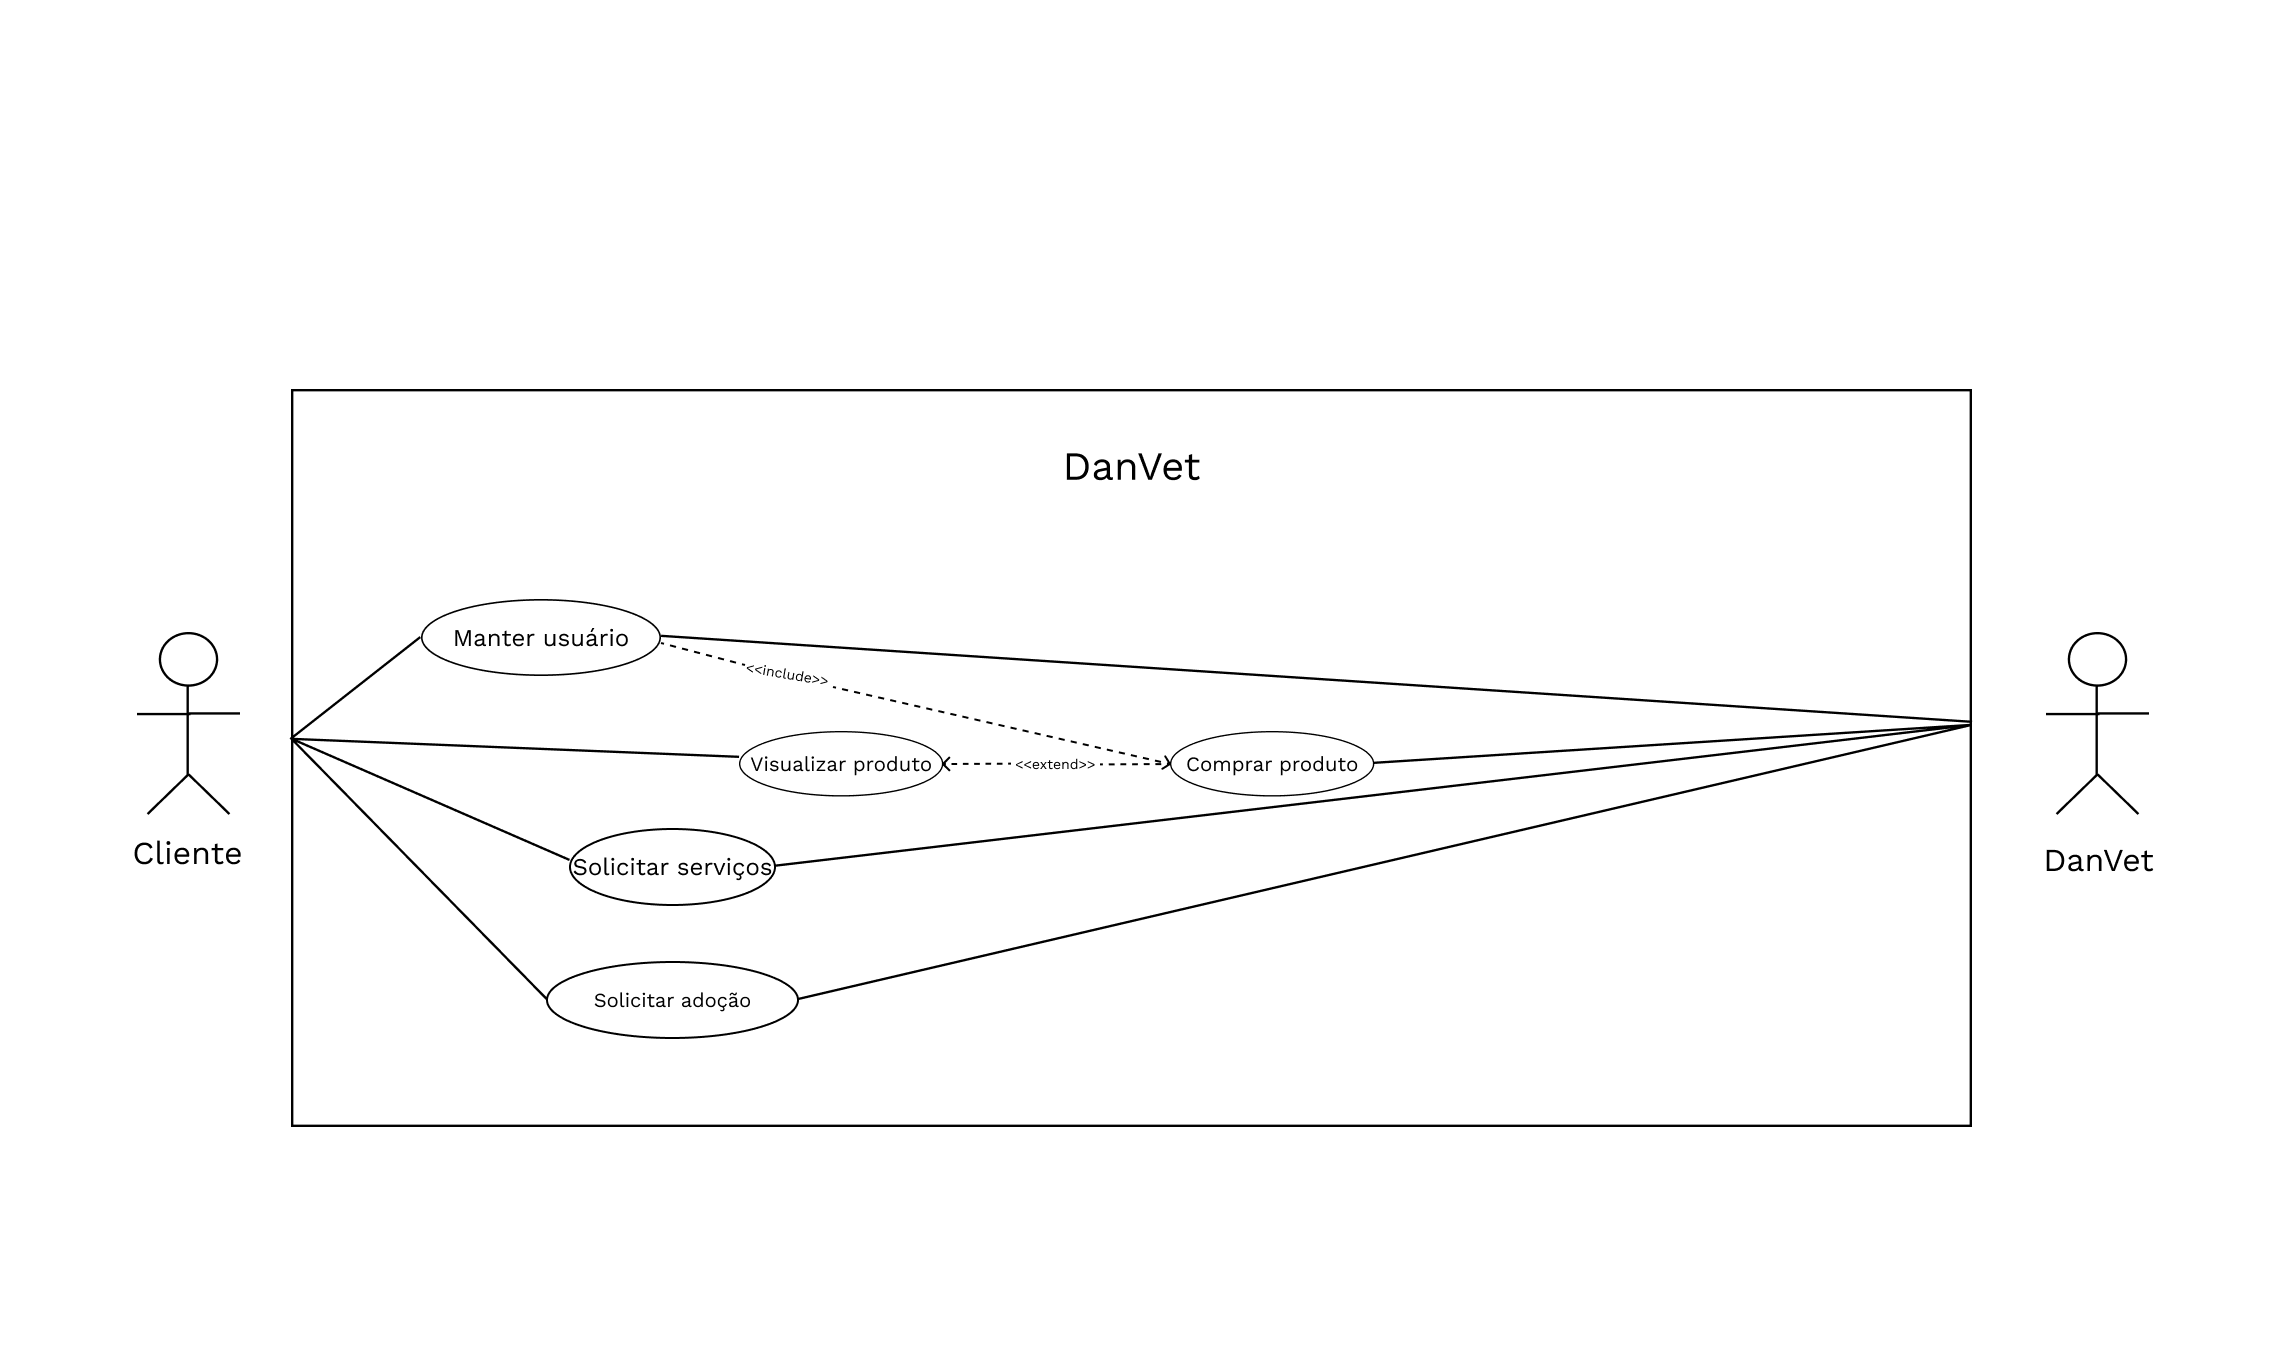 DanVet
Manter usuário
<<include>>
Visualizar produto
<<extend>>
Comprar produto
Cliente
DanVet
Solicitar serviços
Solicitar adoção